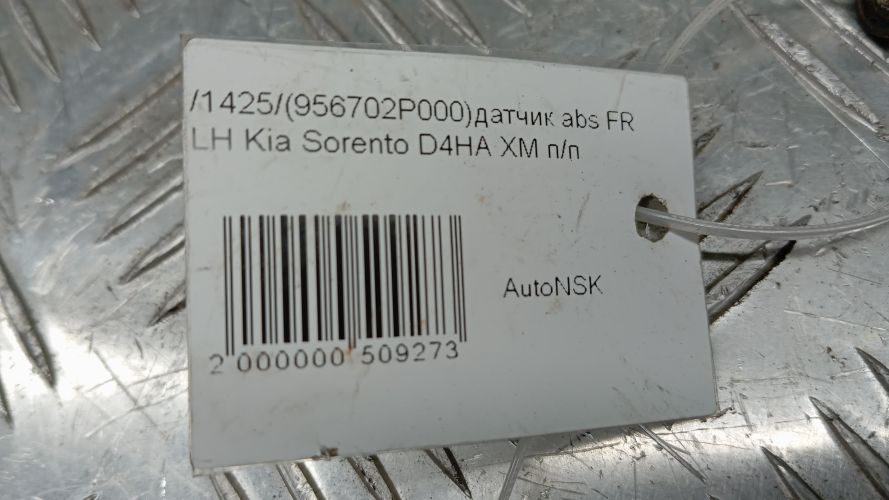 /1425/(956702P000)датчик abs FR
LH Kia Sorento D4HA XM п/п
AutoNSK
2 000000 509273